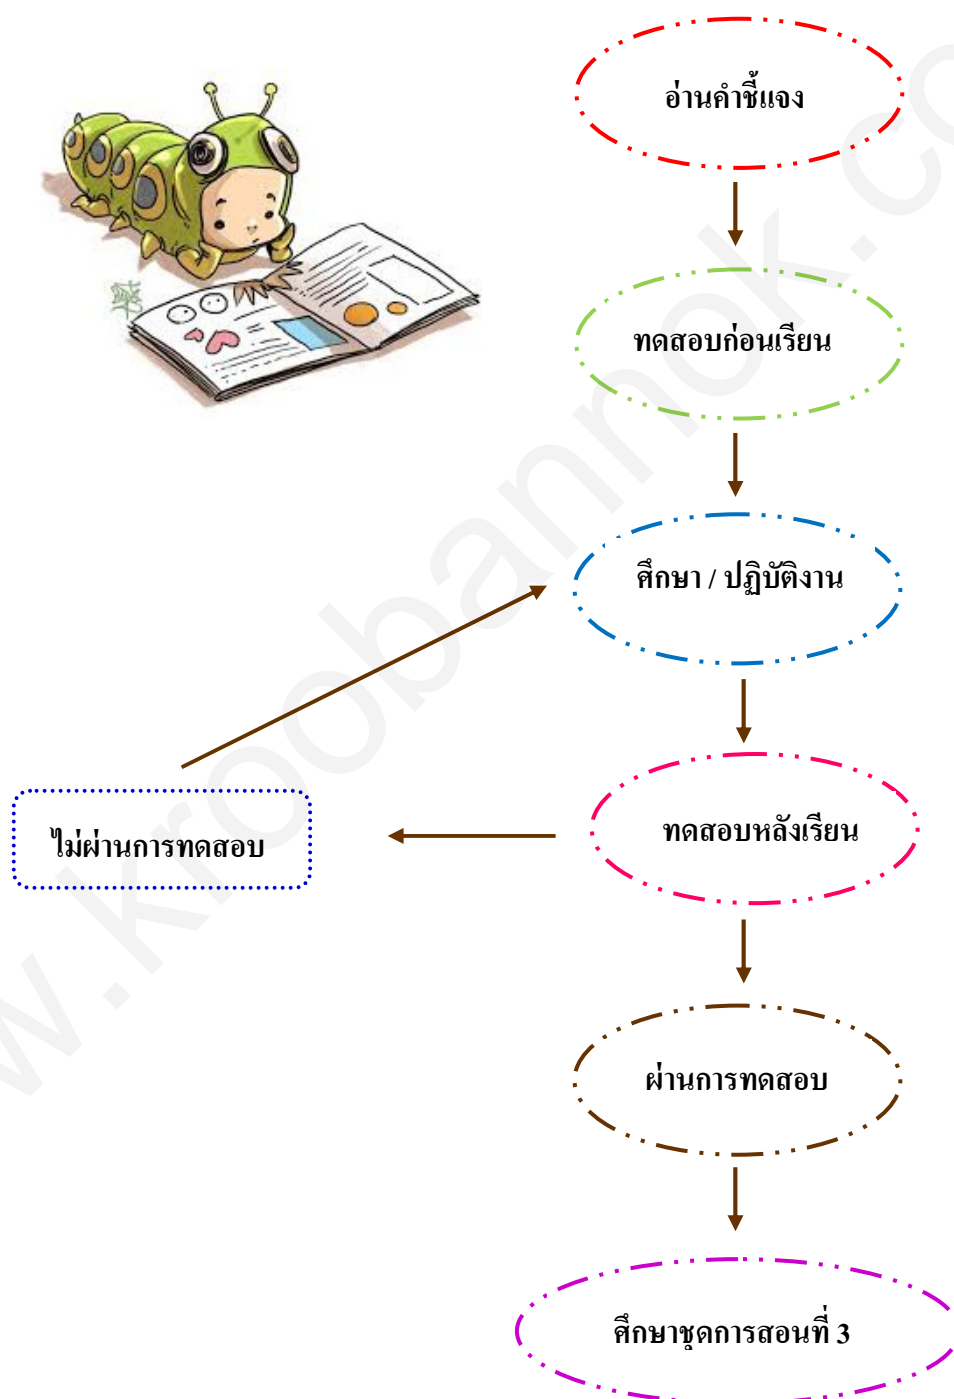 อ่านคำชี้แจง
ทดสอบก่อนเรียน
ศึกษา / ปฏิบัติงาน
ทดสอบหลังเรียน
ไม่ผ่านการทดสอบ
ผ่านการทดสอบ
ศึกษาชุดการสอนที่ 3
w.kroobannok.co